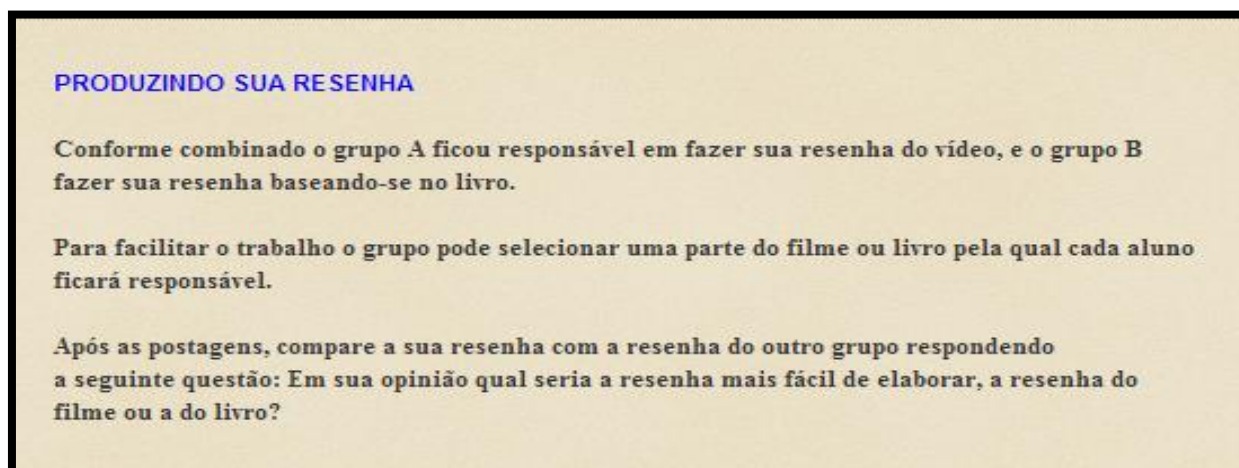 PRODUZINDO SUA RESENHA
Conforme combinado o grupo A ficou responsável em fazer sua resenha do vídeo, e o grupo B
fazer sua resenha baseando-se no livro.
Para facilitar o trabalho o grupo pode selecionar uma parte do filme ou livro pela qual cada aluno
ficará responsável.
Após as postagens, compare a sua resenha com a resenha do outro grupo respondendo
a seguinte questão: Em sua opinião qual seria a resenha mais fácil de elaborar, a resenha do
filme ou a do livro?